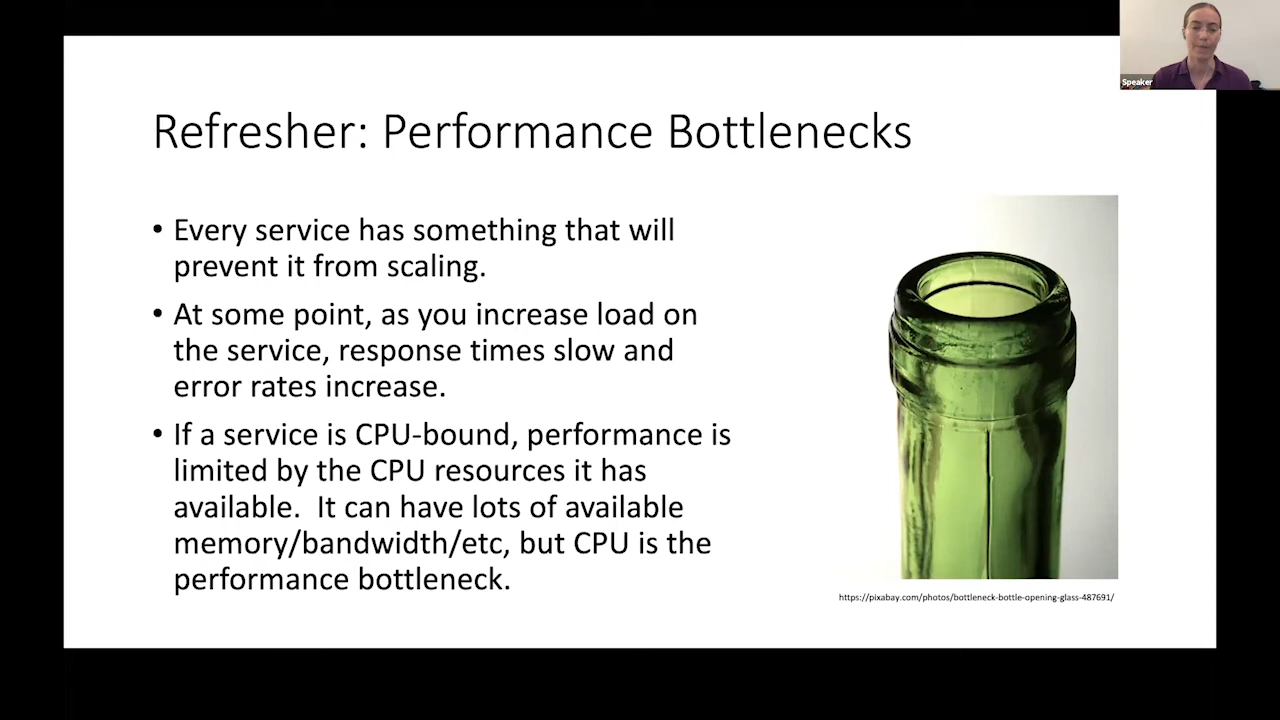 Speaker
Refresher: Performance Bottlenecks
• Every service has something that will
prevent it from scaling.
• At some point, as you increase load on
the service, response times slow and
error rates increase.
• If a service is CPU-bound, performance is
limited by the CPU resources it has
available.  It can have lots of available
memory/bandwidth/etc, but CPU is the
performance bottleneck.
https://pixabay.com/photos/bottleneck-bottle-opening-glass-487691/